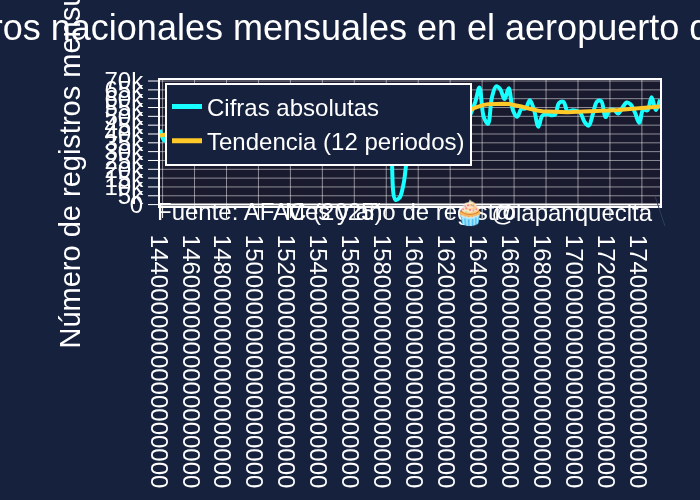 ros nacionales mensuales en el aeropuerto
Número de registros mensu
70k
65k
60k
55k
50k
45k
40k
35k
30k
25k
20k
15k
10k
5k
0
Cifras absolutas
Tendencia (12 periodos)
Fuente: AFAC (2025)
Mes y año de registro
🧁 @lapanquecita
1440000000000000000
1460000000000000000
1480000000000000000
1500000000000000000
1520000000000000000
1540000000000000000
1560000000000000000
1580000000000000000
1600000000000000000
1620000000000000000
1640000000000000000
1660000000000000000
1680000000000000000
1700000000000000000
1720000000000000000
1740000000000000000